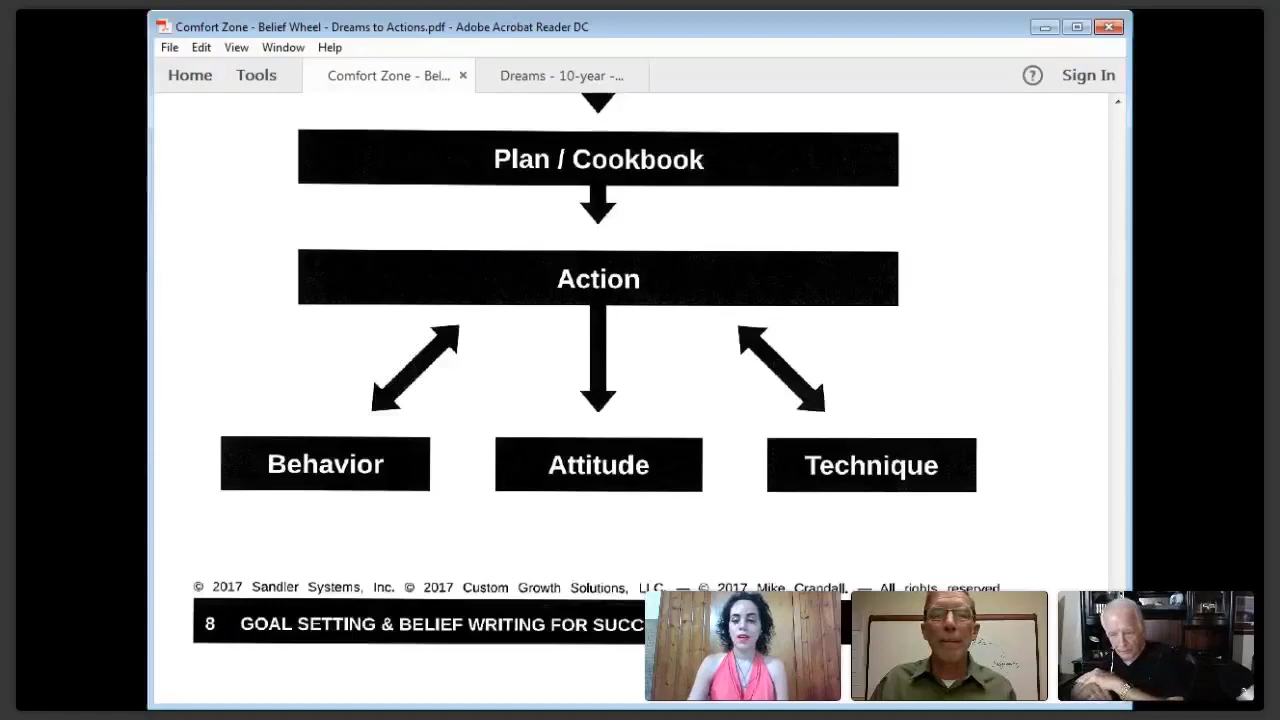 Comfort Zone - Belief Wheel - Dreams to Actions.pdf - Adobe Acrobat Reader DC
File Edit View Window Help
Home Tools Comfort Zone - Bel... × Dreams - 10-year -... ? Sign In
Plan / Cookbook
Action
Behavior Attitude Technique
© 2017 Sandler Systems, Inc. © 2017 Custom Growth Solutions, LLC. — © 2017 Mike Crandall. — All rights reserved
8 GOAL SETTING & BELIEF WRITING FOR SUCC